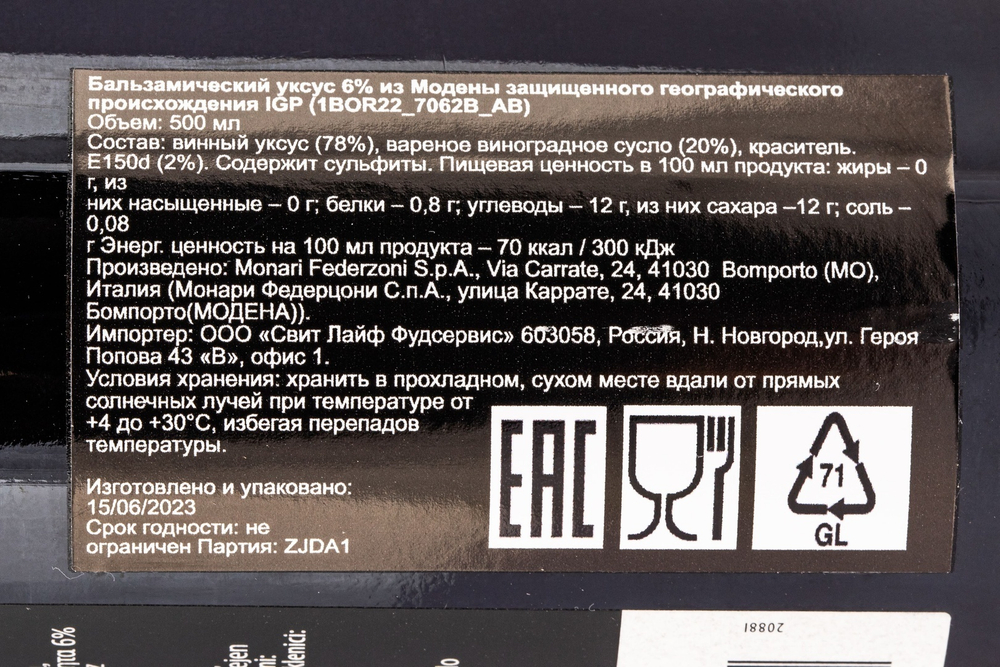 Бальзамический уксус 6% из Модены защищенного географического
происхождения IGP (1BOR22_7062B_AB)
Объем: 500 мл
Состав: винный уксус (78%), вареное виноградное сусло (20%), краситель.
E150d (2%). Содержит сульфиты. Пищевая ценность в 100 мл продукта: жиры – 0
г, из
них насыщенные – 0 г; белки – 0,8 г; углеводы – 12 г, из них сахара –12 г; соль –
0,08
г Энерг. ценность на 100 мл продукта – 70 ккал / 300 кДж
Произведено: Monari Federzoni S.p.A., Via Carrate, 24, 41030 Bomporto (MO),
Италия (Монари Федерцони С.п.А., улица Каррате, 24, 41030
Бомпорто(МОДЕНА)).
Импортер: ООО «Свит Лайф Фудсервис» 603058, Россия, Н. Новгород,ул. Героя
Попова 43 «В», офис 1.
Условия хранения: хранить в прохладном, сухом месте вдали от прямых
солнечных лучей при температуре от
+4 до +30°C, избегая перепадов
температуры.
Изготовлено и упаковано:
15/06/2023
Срок годности: не
ограничен Партия: ZJDA1
EAC
71
GL
20881
6%